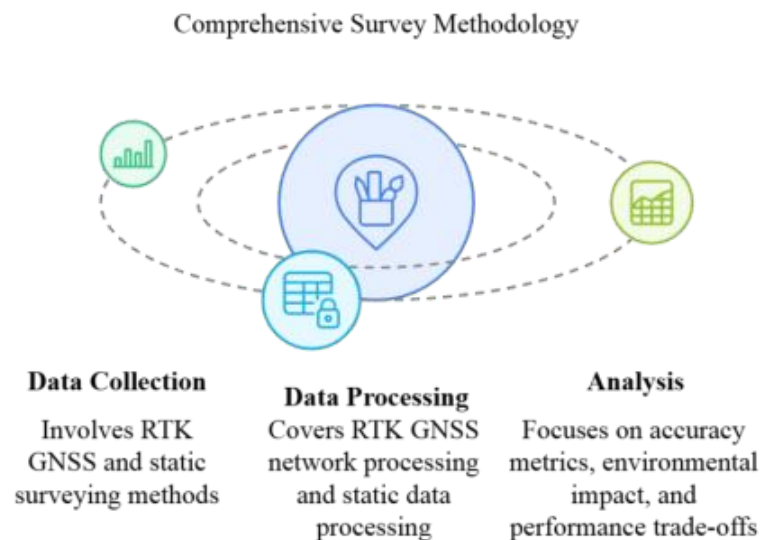 Comprehensive Survey Methodology
Data Collection
Involves RTK
GNSS and static
surveying methods
Data Processing
Covers RTK GNSS
network processing
and static data
processing
Analysis
Focuses on accuracy
metrics, environmental
impact, and
performance trade-offs